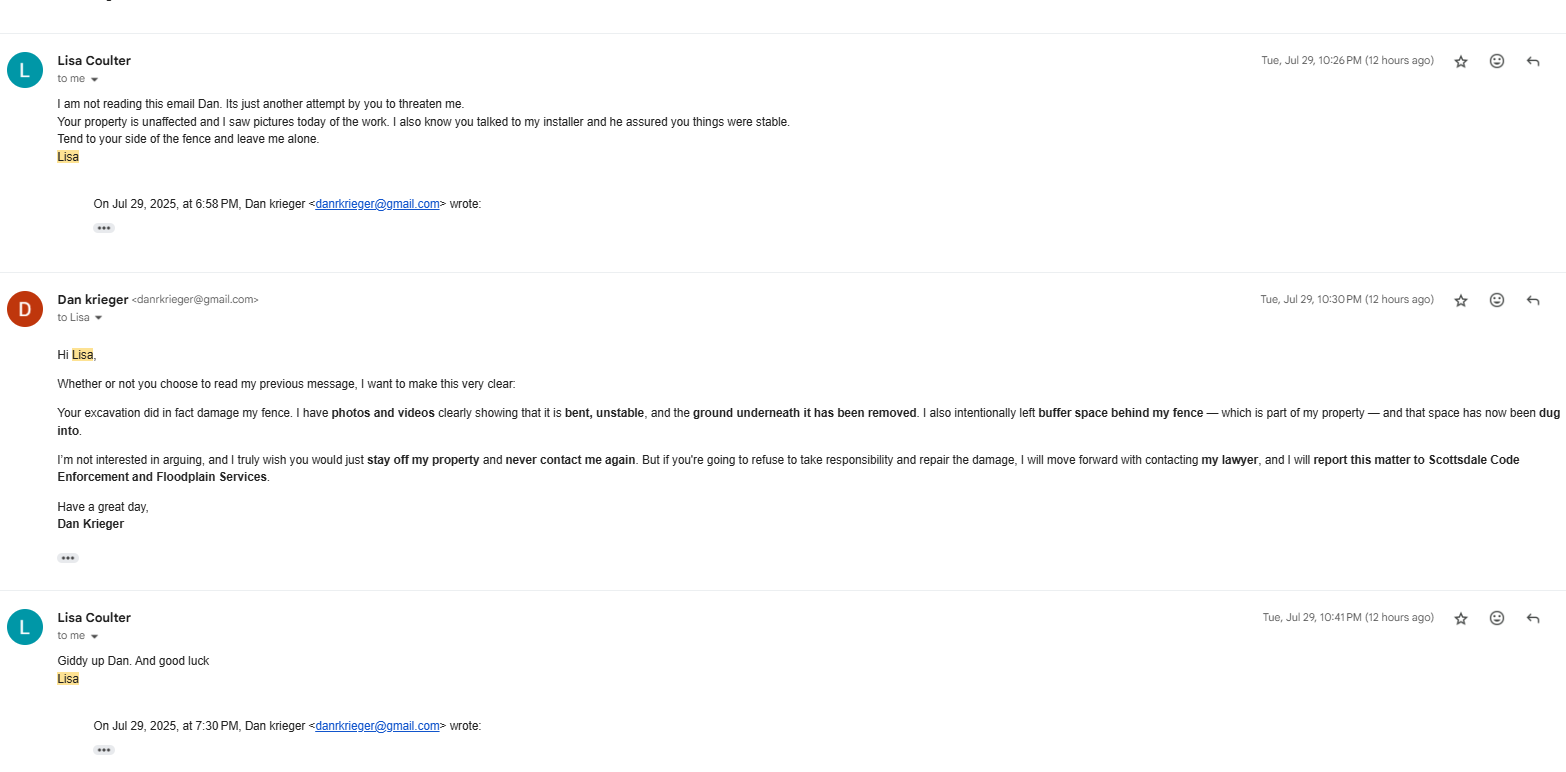 L
Lisa Coulter
Tue, Jul 29, 10:26 PM (12 hours ago)
to me
I am not reading this email Dan. Its just another attempt by you to threaten me.
Your property is unaffected and I saw pictures today of the work. I also know you talked to my installer and he assured you things were stable.
Tend to your side of the fence and leave me alone.
Lisa
On Jul 29, 2025, at 6:58 PM, Dan krieger <danrkrieger@gmail.com> wrote:
D
Dan krieger <danrkrieger@gmail.com>
Tue, Jul 29, 10:30 PM (12 hours ago)
to Lisa
Hi Lisa,
Whether or not you choose to read my previous message, I want to make this very clear:
Your excavation did in fact damage my fence. I have photos and videos clearly showing that it is bent, unstable, and the ground underneath it has been removed. I also intentionally left buffer space behind my fence — which is part of my property — and that space has now been dug
into.
I'm not interested in arguing, and I truly wish you would just stay off my property and never contact me again. But if you're going to refuse to take responsibility and repair the damage, I will move forward with contacting my lawyer, and I will report this matter to Scottsdale Code
Enforcement and Floodplain Services.
Have a great day,
Dan Krieger
L
Lisa Coulter
Tue, Jul 29, 10:41 PM (12 hours ago)
to me
Giddy up Dan. And good luck
Lisa
On Jul 29, 2025, at 7:30 PM, Dan krieger <danrkrieger@gmail.com> wrote: